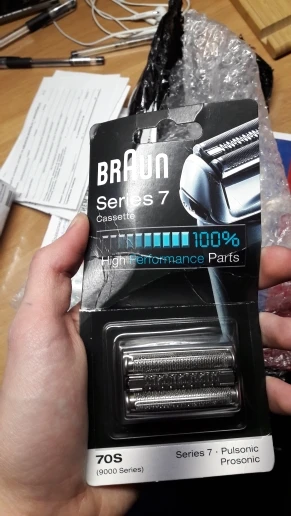 BRAUN
Series 7
Cassette
100%
High Performance Parts
70S
(9000 Series)
Series 7 · Pulsonic
Prosonic